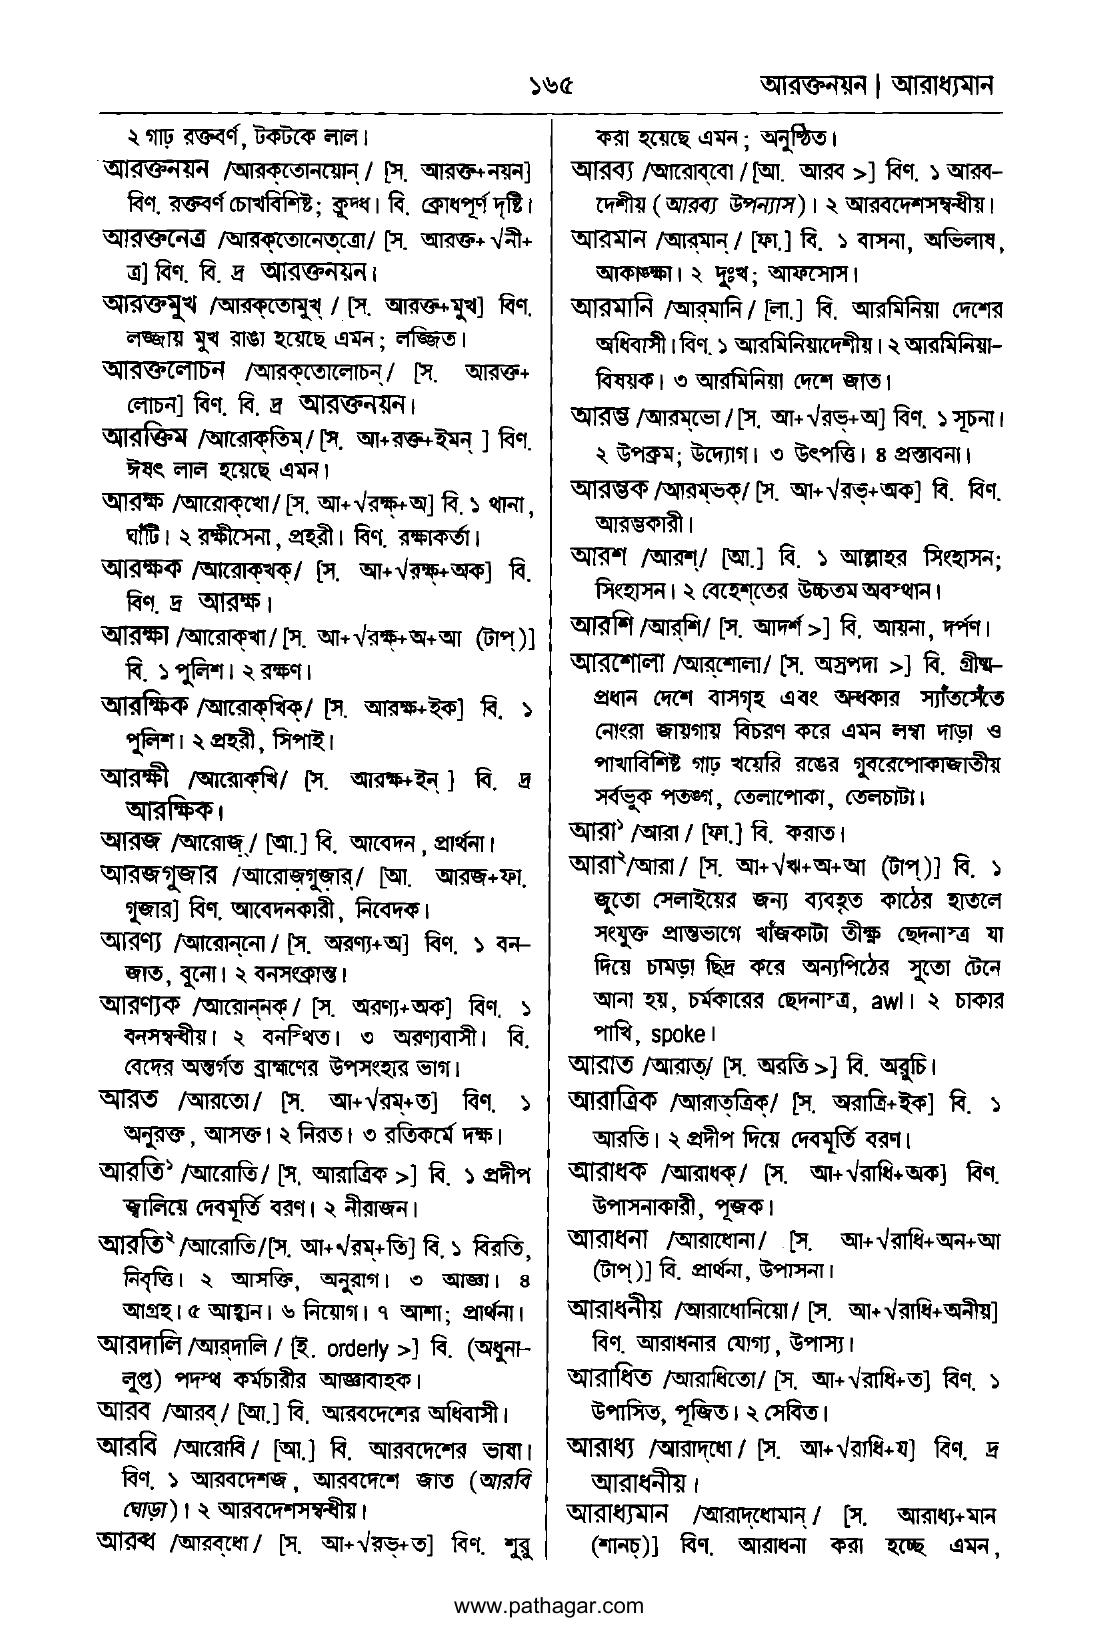 ১৬৫
আরক্তনয়ন | আরাধ্যমান
২ গাঢ় রক্তবর্ণ, টকটকে লাল।
আরক্তনয়ন /আরক্‌তোনয়োন্‌/ [স. আরক্ত+নয়ন]
বিণ. রক্তবর্ণ চোখবিশিষ্ট; ক্রুদ্ধ। বি. ক্রোধপূর্ণ দৃষ্টি।
আরক্তনেত্র /আরক্‌তোনেত্‌ত্রো/ [স. আরক্ত+ √নী+
ত্র] বিণ. বি. দ্র আরক্তনয়ন।
আরক্তমুখ /আরক্‌তোমুখ্‌/ [স. আরক্ত+মুখ] বিণ.
লজ্জায় মুখ রাঙা হয়েছে এমন; লজ্জিত।
আরক্তলোচন /আরক্‌তোলোচন্‌/ [স. আরক্ত+
লোচন] বিণ. বি. দ্র আরক্তনয়ন।
আরক্তিম /আরোক্‌তিম্‌/ [স. আ+রক্ত+ইমন্‌ ] বিণ.
ঈষৎ লাল হয়েছে এমন।
আরক্ষ /আরোক্‌খো/ [স. আ+√রক্ষ্‌+অ] বি. ১ থানা,
ঘাঁটি। ২ রক্ষীসেনা, প্রহরী। বিণ. রক্ষাকর্তা।
আরক্ষক /আরোক্‌খক্‌/ [স. আ+√রক্ষ্‌+অক] বি.
বিণ. দ্র আরক্ষ।
আরক্ষা /আরোক্‌খা/ [স. আ+√রক্ষ্‌+অ+আ (টাপ্‌)]
বি. ১ পুলিশ। ২ রক্ষণ।
আরক্ষিক /আরোক্‌খিক্‌/ [স. আরক্ষ+ইক] বি. ১
পুলিশ। ২ প্রহরী, সিপাই।
আরক্ষী /আরোক্‌খি/ [স. আরক্ষ+ইন্‌ ] বি. দ্র
আরক্ষিক।
আরজ /আরোজ়্‌/ [আ.] বি. আবেদন, প্রার্থনা।
আরজগুজার /আরোজ়্‌গুজ়ার্‌/ [আ. আরজ+ফা.
গুজার] বিণ. আবেদনকারী, নিবেদক।
আরণ্য /আরোন্‌নো/ [স. অরণ্য+অ] বিণ. ১ বন-
জাত, বুনো। ২ বনসংক্রান্ত।
আরণ্যক /আরোন্‌নক্‌/ [স. অরণ্য+অক] বিণ. ১
বনসম্বন্ধীয়। ২ বনস্থিত। ৩ অরণ্যবাসী। বি.
বেদের অন্তর্গত ব্রাহ্মণের উপসংহার ভাগ।
আরত /আরতো/ [স. আ+√রম্‌+ত] বিণ. ১
অনুরক্ত, আসক্ত। ২ নিরত। ৩ রতিকর্মে দক্ষ।
আরতি¹ /আরোতি/ [স. আরাত্রিক >] বি. ১ প্রদীপ
জ্বালিয়ে দেবমূর্তি বরণ। ২ নীরাজন।
আরতি² /আরোতি/[স. আ+√রম্‌+তি] বি. ১ বিরতি,
নিবৃত্তি। ২ আসক্তি, অনুরাগ। ৩ আজ্ঞা। ৪
আগ্রহ। ৫ আহ্বান। ৬ নিয়োগ। ৭ আশা; প্রার্থনা।
আরদালি /আর্‌দালি/ [ই. orderly >] বি. (অধুনা-
লুপ্ত) পদস্থ কর্মচারীর আজ্ঞাবাহক।
আরব /আরব্‌/ [আ.] বি. আরবদেশের অধিবাসী।
আরবি /আরোবি/ [আ.] বি. আরবদেশের ভাষা।
বিণ. ১ আরবদেশজ, আরবদেশে জাত (আরবি
ঘোড়া)। ২ আরবদেশসম্বন্ধীয়।
আরব্ধ /আরব্‌ধো/ [স. আ+√রভ্‌+ত] বিণ. শুরু
করা হয়েছে এমন; অনুষ্ঠিত।
আরব্য /আরোব্‌বো/ [আ. আরব >] বিণ. ১ আরব-
দেশীয় (আরব্য উপন্যাস)। ২ আরবদেশসম্বন্ধীয়।
আরমান /আর্‌মান্‌/ [ফা.] বি. ১ বাসনা, অভিলাষ,
আকাঙ্ক্ষা। ২ দুঃখ; আফসোস।
আরমানি /আর্‌মানি/ [লা.] বি. আরমিনিয়া দেশের
অধিবাসী। বিণ. ১ আরমিনিয়াদেশীয়। ২ আরমিনিয়া-
বিষয়ক। ৩ আরমিনিয়া দেশে জাত।
আরম্ভ /আরম্‌ভো/ [স. আ+√রভ্‌+অ] বিণ. ১ সূচনা।
২ উপক্রম; উদ্যোগ। ৩ উৎপত্তি। ৪ প্রস্তাবনা।
আরম্ভক /আরম্‌ভক্‌/ [স. আ+√রভ্‌+অক] বি. বিণ.
আরম্ভকারী।
আরশ /আরশ্‌/ [আ.] বি. ১ আল্লাহর সিংহাসন;
সিংহাসন। ২ বেহেশ্‌তের উচ্চতম অবস্থান।
আরশি /আর্‌শি/ [স. আদর্শ >] বি. আয়না, দর্পণ।
আরশোলা /আর্‌শোলা/ [স. অস্রপদা >] বি. গ্রীষ্ম-
প্রধান দেশে বাসগৃহ এবং অন্ধকার স্যাঁতসেঁতে
নোংরা জায়গায় বিচরণ করে এমন লম্বা দাড়া ও
পাখাবিশিষ্ট গাঢ় খয়েরি রঙের গুবরেপোকাজাতীয়
সর্বভুক পতঙ্গ, তেলাপোকা, তেলচাটা।
আরা¹ /আরা/ [ফা.] বি. করাত।
আরা² /আরা/ [স. আ+√ঋ+অ+আ (টাপ্‌)] বি. ১
জুতো সেলাইয়ের জন্য ব্যবহৃত কাঠের হাতলে
সংযুক্ত প্রান্তভাগে খাঁজকাটা তীক্ষ্ণ ছেদনাস্ত্র যা
দিয়ে চামড়া ছিদ্র করে অন্যপিঠের সুতো টেনে
আনা হয়, চর্মকারের ছেদনাস্ত্র, awl। ২ চাকার
পাখি, spoke।
আরাত /আরাত্‌/ [স. অরতি >] বি. অরুচি।
আরাত্রিক /আরাত্‌ত্রিক্‌/ [স. অরাত্রি+ইক] বি. ১
আরতি। ২ প্রদীপ দিয়ে দেবমূর্তি বরণ।
আরাধক /আরাধক্‌/ [স. আ+√রাধি+অক] বিণ.
উপাসনাকারী, পূজক।
আরাধনা /আরাধোনা/ [স. আ+√রাধি+অন+আ
(টাপ্‌)] বি. প্রার্থনা, উপাসনা।
আরাধনীয় /আরাধোনিয়ো/ [স. আ+√রাধি+অনীয়]
বিণ. আরাধনার যোগ্য, উপাস্য।
আরাধিত /আরাধিতো/ [স. আ+√রাধি+ত] বিণ. ১
উপাসিত, পূজিত। ২ সেবিত।
আরাধ্য /আরাদ্‌ধো/ [স. আ+√রাধি+য] বিণ. দ্র
আরাধনীয়।
আরাধ্যমান /আরাদ্‌ধোমান্‌/ [স. আরাধ্য+মান
(শানচ্‌)] বিণ. আরাধনা করা হচ্ছে এমন,
www.pathagar.com